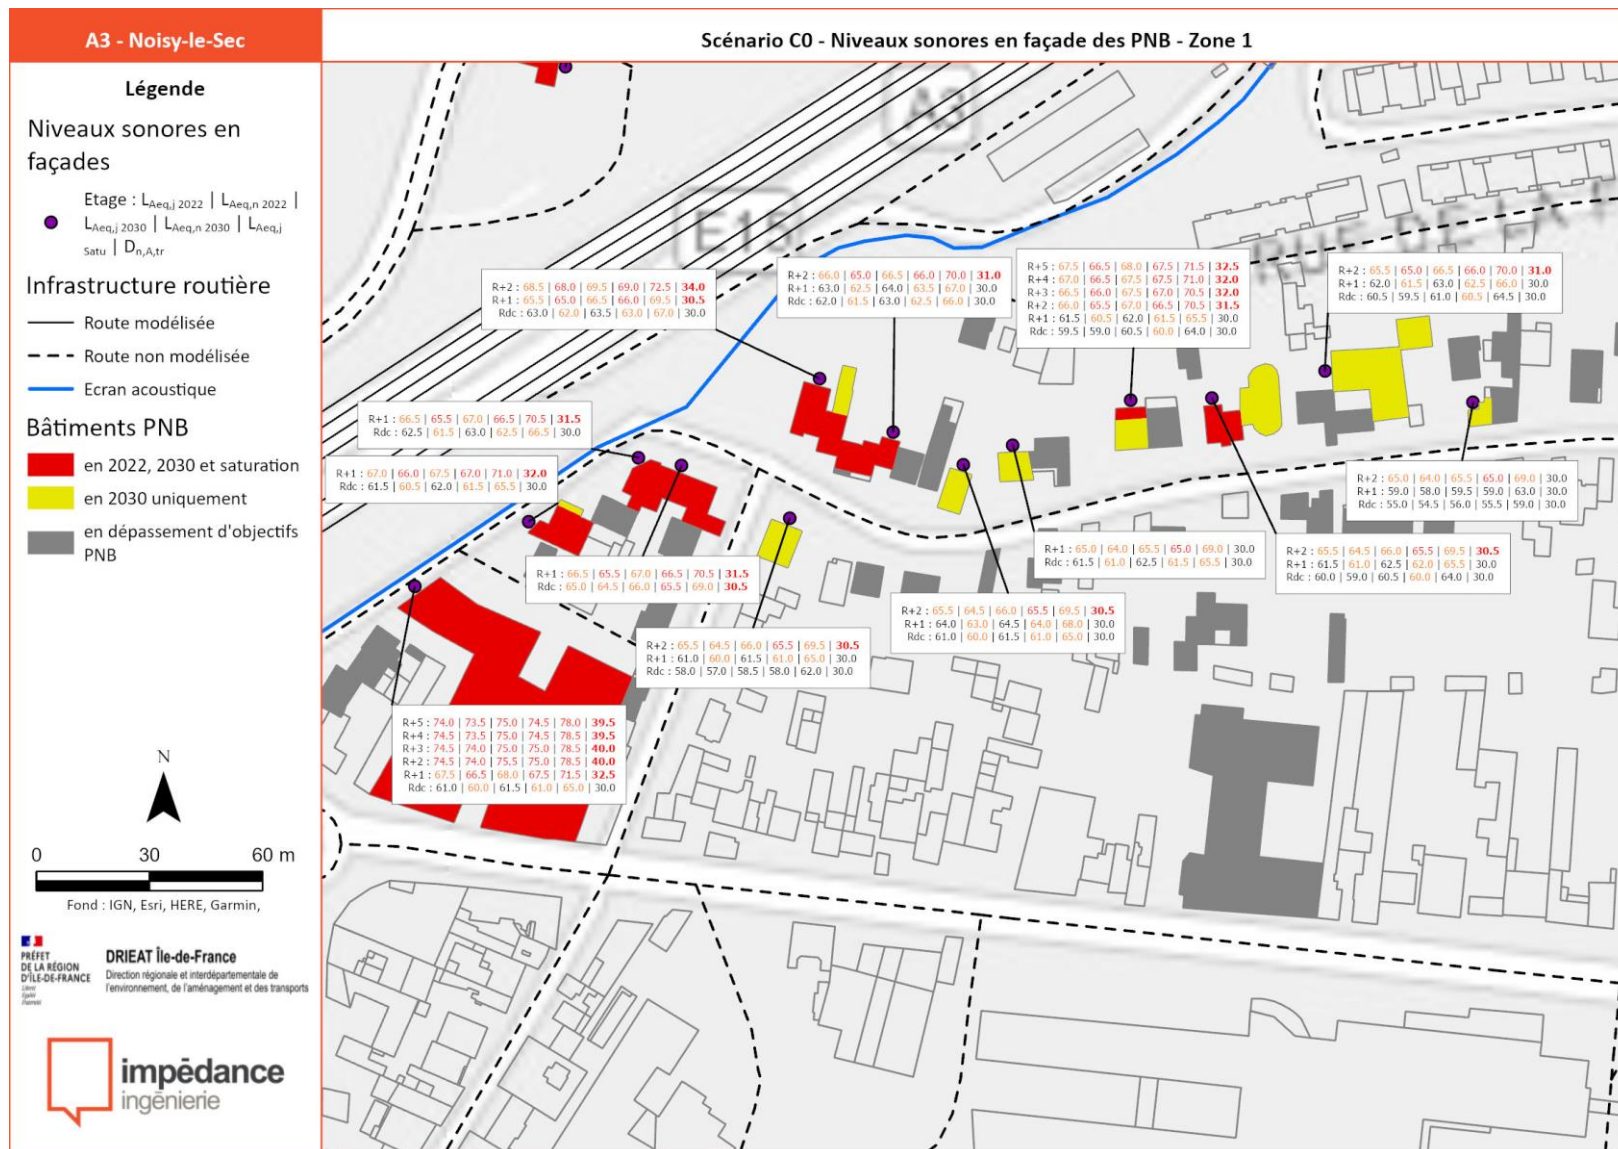 A3 - Noisy-le-Sec
Scénario C0 - Niveaux sonores en façade des PNB - Zone 1
Légende
Niveaux sonores en
façades
Etage : LAeq,j 2022 | LAeq,n 2022 |
LAeq,j 2030 | LAeq,n 2030 | LAeq,j
Satu | Dn,A,tr
Infrastructure routière
Route modélisée
Route non modélisée
Ecran acoustique
Bâtiments PNB
en 2022, 2030 et saturation
en 2030 uniquement
en dépassement d'objectifs
PNB
N
0 30 60 m
Fond : IGN, Esri, HERE, Garmin,
PRÉFET
DE LA RÉGION
D'ÎLE-DE-FRANCE
Liberté
Égalité
Fraternité
DRIEAT Île-de-France
Direction régionale et interdépartementale de
l'environnement, de l'aménagement et des transports
impédance
ingénierie
A3
E15
RUE DE LA
R+2 : 68.5 | 68.0 | 69.5 | 69.0 | 72.5 | 34.0
R+1 : 65.5 | 65.0 | 66.5 | 66.0 | 69.5 | 30.5
Rdc : 63.0 | 62.0 | 63.5 | 63.0 | 67.0 | 30.0
R+2 : 66.0 | 65.0 | 66.5 | 66.0 | 70.0 | 31.0
R+1 : 63.0 | 62.5 | 64.0 | 63.5 | 67.0 | 30.0
Rdc : 62.0 | 61.5 | 63.0 | 62.5 | 66.0 | 30.0
R+5 : 67.5 | 66.5 | 68.0 | 67.5 | 71.5 | 32.5
R+4 : 67.0 | 66.5 | 67.5 | 67.5 | 71.0 | 32.0
R+3 : 66.5 | 66.0 | 67.5 | 67.0 | 70.5 | 32.0
R+2 : 66.0 | 65.5 | 67.0 | 66.5 | 70.5 | 31.5
R+1 : 61.5 | 60.5 | 62.0 | 61.5 | 65.5 | 30.0
Rdc : 59.5 | 59.0 | 60.5 | 60.0 | 64.0 | 30.0
R+2 : 65.5 | 65.0 | 66.5 | 66.0 | 70.0 | 31.0
R+1 : 62.0 | 61.5 | 63.0 | 62.5 | 66.0 | 30.0
Rdc : 60.5 | 59.5 | 61.0 | 60.5 | 64.5 | 30.0
R+1 : 66.5 | 65.5 | 67.0 | 66.5 | 70.5 | 31.5
Rdc : 62.5 | 61.5 | 63.0 | 62.5 | 66.5 | 30.0
R+1 : 67.0 | 66.0 | 67.5 | 67.0 | 71.0 | 32.0
Rdc : 61.5 | 60.5 | 62.0 | 61.5 | 65.5 | 30.0
R+2 : 65.0 | 64.0 | 65.5 | 65.0 | 69.0 | 30.0
R+1 : 59.0 | 58.0 | 59.5 | 59.0 | 63.0 | 30.0
Rdc : 55.0 | 54.5 | 56.0 | 55.5 | 59.0 | 30.0
R+1 : 65.0 | 64.0 | 65.5 | 65.0 | 69.0 | 30.0
Rdc : 61.5 | 61.0 | 62.5 | 61.5 | 65.5 | 30.0
R+2 : 65.5 | 64.5 | 66.0 | 65.5 | 69.5 | 30.5
R+1 : 61.5 | 61.0 | 62.5 | 62.0 | 65.5 | 30.0
Rdc : 60.0 | 59.0 | 60.5 | 60.0 | 64.0 | 30.0
R+1 : 66.5 | 65.5 | 67.0 | 66.5 | 70.5 | 31.5
Rdc : 65.0 | 64.5 | 66.0 | 65.5 | 69.0 | 30.5
R+2 : 65.5 | 64.5 | 66.0 | 65.5 | 69.5 | 30.5
R+1 : 64.0 | 63.0 | 64.5 | 64.0 | 68.0 | 30.0
Rdc : 61.0 | 60.0 | 61.5 | 61.0 | 65.0 | 30.0
R+2 : 65.5 | 64.5 | 66.0 | 65.5 | 69.5 | 30.5
R+1 : 61.0 | 60.0 | 61.5 | 61.0 | 65.0 | 30.0
Rdc : 58.0 | 57.0 | 58.5 | 58.0 | 62.0 | 30.0
R+5 : 74.0 | 73.5 | 75.0 | 74.5 | 78.0 | 39.5
R+4 : 74.5 | 73.5 | 75.0 | 74.5 | 78.5 | 39.5
R+3 : 74.5 | 74.0 | 75.0 | 75.0 | 78.5 | 40.0
R+2 : 74.5 | 74.0 | 75.5 | 75.0 | 78.5 | 40.0
R+1 : 67.5 | 66.5 | 68.0 | 67.5 | 71.5 | 32.5
Rdc : 61.0 | 60.0 | 61.5 | 61.0 | 65.0 | 30.0